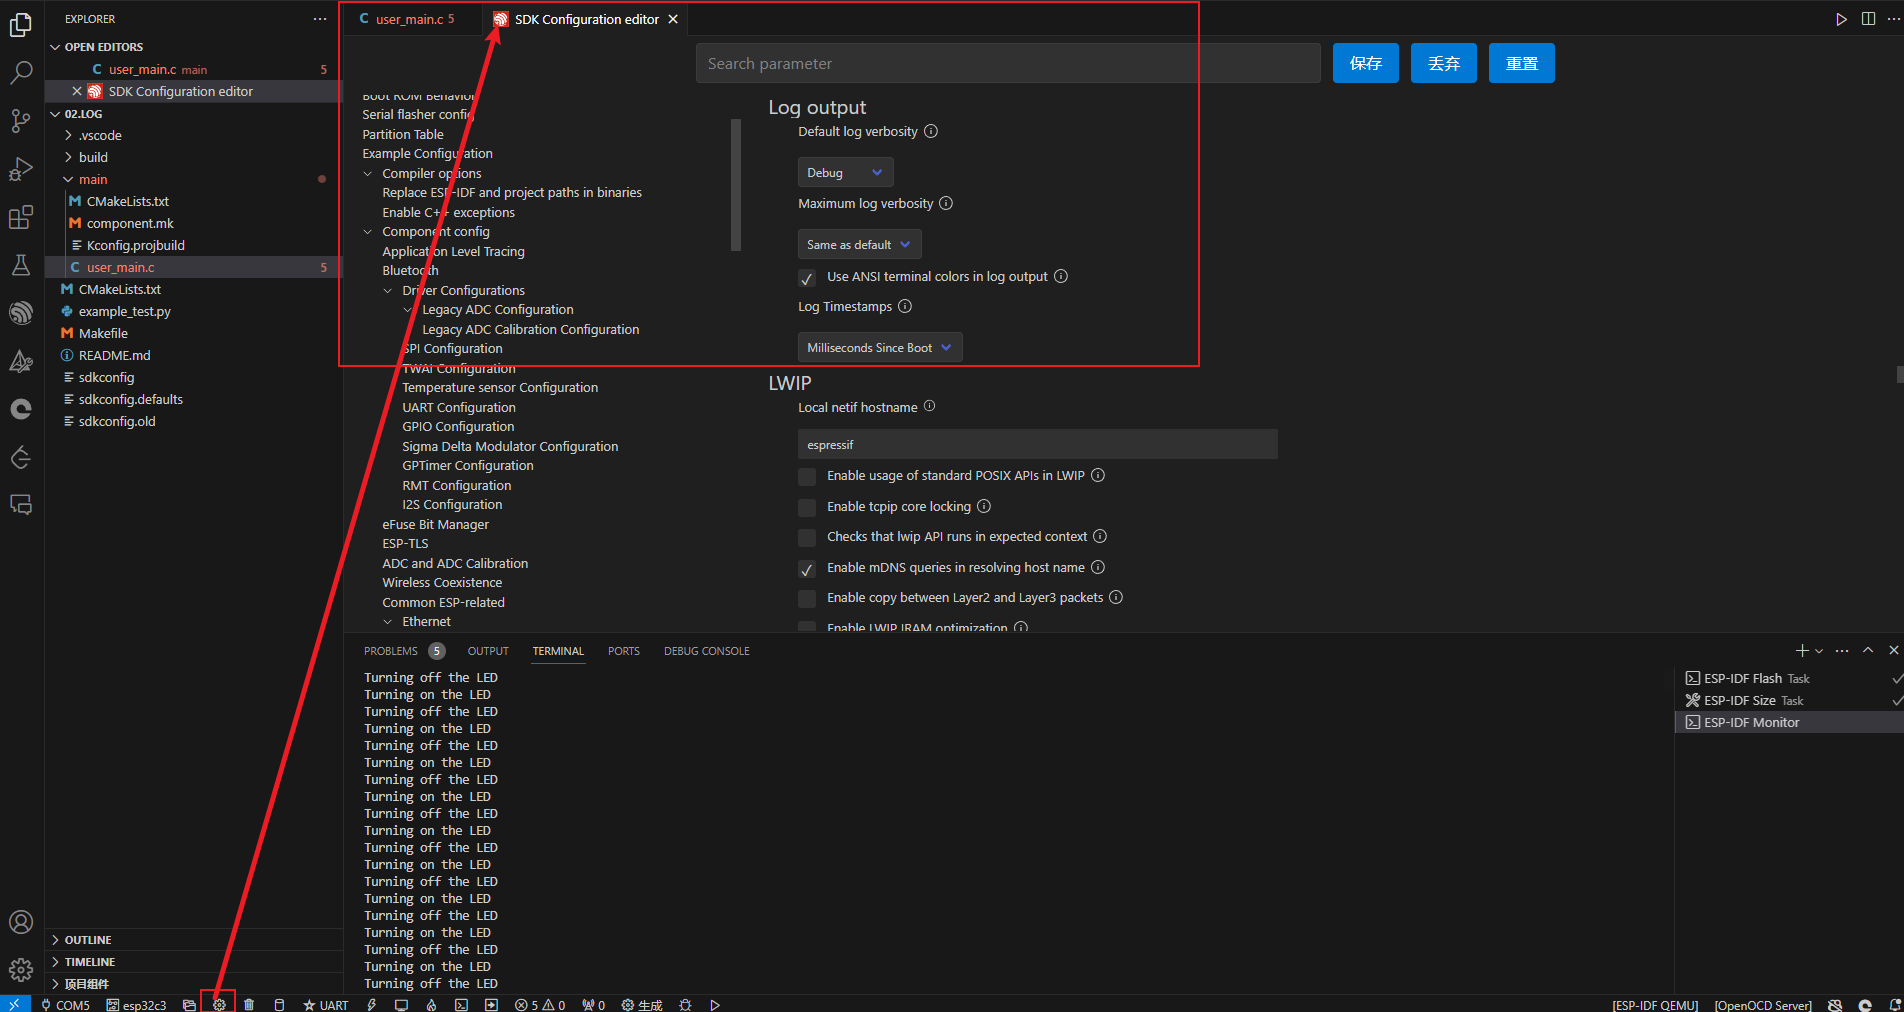 EXPLORER
OPEN EDITORS
user_main.c main 5
SDK Configuration editor
02.LOG
.vscode
build
main
CMakeLists.txt
component.mk
Kconfig.projbuild
user_main.c 5
CMakeLists.txt
example_test.py
Makefile
README.md
sdkconfig
sdkconfig.defaults
sdkconfig.old
OUTLINE
TIMELINE
项目组件
user_main.c 5
SDK Configuration editor
Search parameter
保存
丢弃
重置
Boot ROM Behavior
Serial flasher config
Partition Table
Example Configuration
Compiler options
Replace ESP-IDF and project paths in binaries
Enable C++ exceptions
Component config
Application Level Tracing
Bluetooth
Driver Configurations
Legacy ADC Configuration
Legacy ADC Calibration Configuration
SPI Configuration
TWAI Configuration
Temperature sensor Configuration
UART Configuration
GPIO Configuration
Sigma Delta Modulator Configuration
GPTimer Configuration
RMT Configuration
I2S Configuration
eFuse Bit Manager
ESP-TLS
ADC and ADC Calibration
Wireless Coexistence
Common ESP-related
Ethernet
Log output
Default log verbosity
Debug
Maximum log verbosity
Same as default
Use ANSI terminal colors in log output
Log Timestamps
Milliseconds Since Boot
LWIP
Local netif hostname
espressif
Enable usage of standard POSIX APIs in LWIP
Enable tcpip core locking
Checks that lwip API runs in expected context
Enable mDNS queries in resolving host name
Enable copy between Layer2 and Layer3 packets
Enable LWIP IRAM optimization
PROBLEMS 5 OUTPUT TERMINAL PORTS DEBUG CONSOLE
Turning off the LED
Turning on the LED
Turning off the LED
Turning on the LED
Turning off the LED
Turning on the LED
Turning off the LED
Turning on the LED
Turning off the LED
Turning on the LED
Turning off the LED
Turning on the LED
Turning off the LED
Turning on the LED
Turning off the LED
Turning on the LED
Turning off the LED
Turning on the LED
Turning off the LED
ESP-IDF Flash Task
ESP-IDF Size Task
ESP-IDF Monitor
COM5 esp32c3 UART 5 0 0 生成 [ESP-IDF QEMU] [OpenOCD Server]